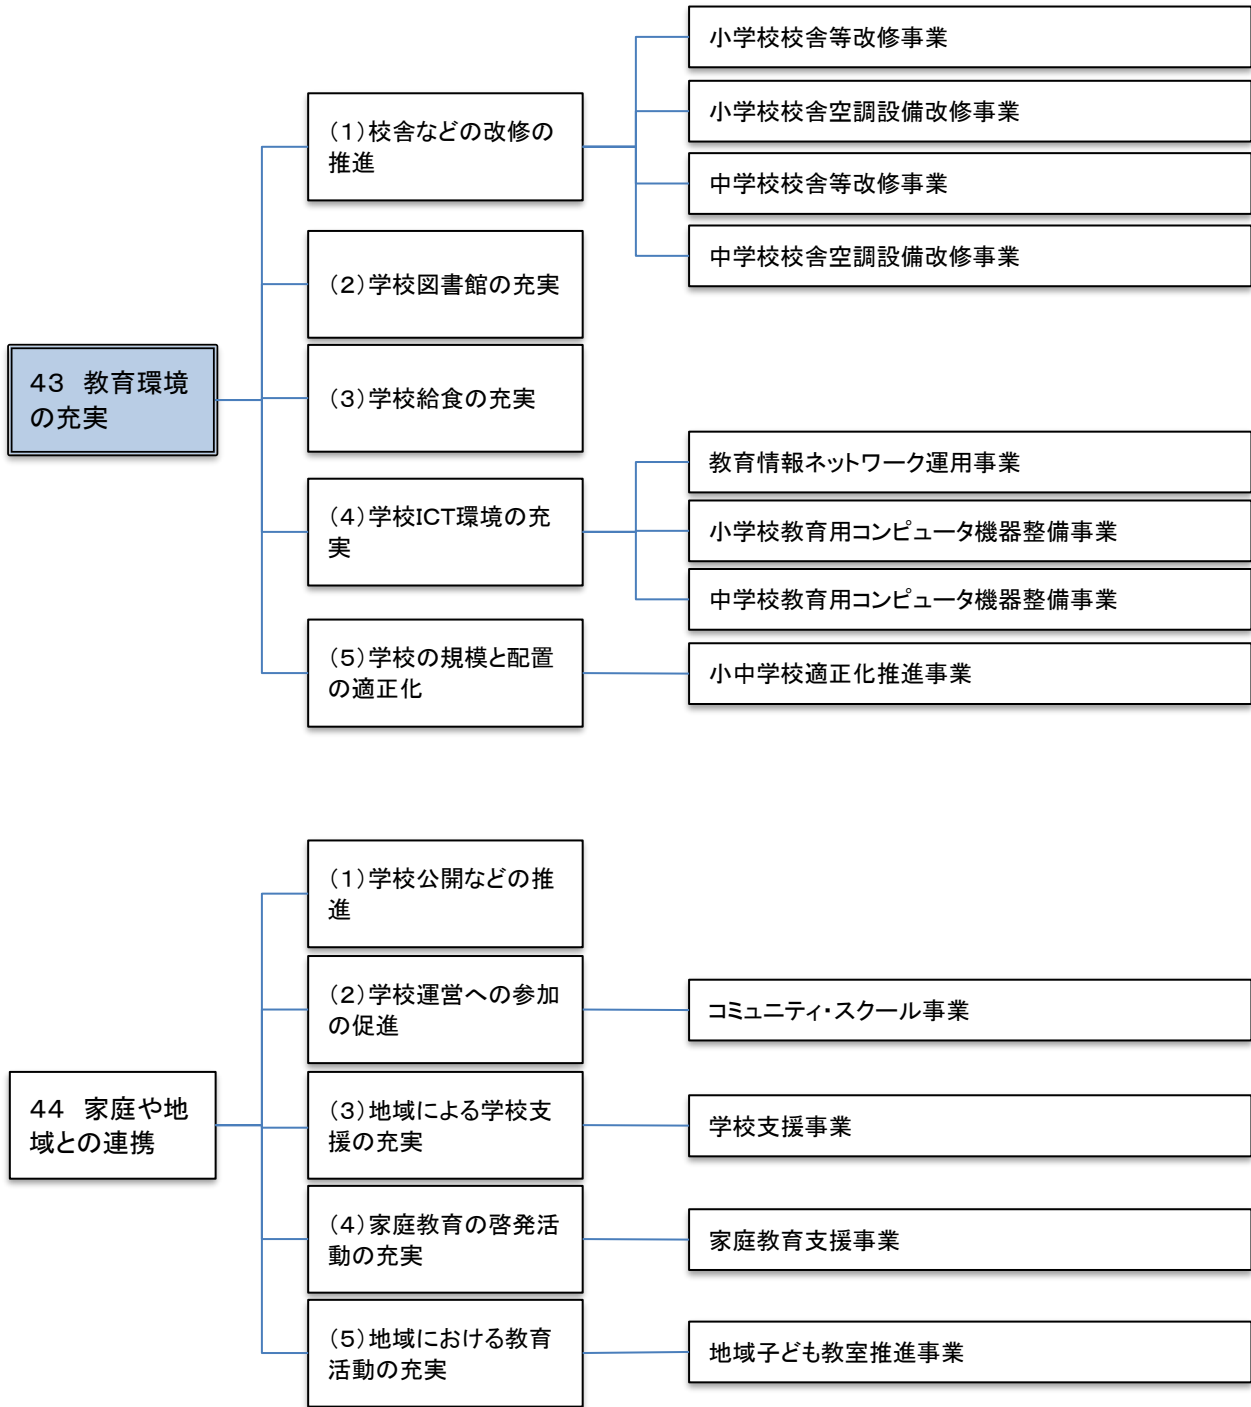 43 教育環境
の充実
(1)校舎などの改修の
推進
小学校校舎等改修事業
小学校校舎空調設備改修事業
中学校校舎等改修事業
中学校校舎空調設備改修事業
(2)学校図書館の充実
(3)学校給食の充実
(4)学校ICT環境の充
実
教育情報ネットワーク運用事業
小学校教育用コンピュータ機器整備事業
中学校教育用コンピュータ機器整備事業
(5)学校の規模と配置
の適正化
小中学校適正化推進事業
44 家庭や地
域との連携
(1)学校公開などの推
進
(2)学校運営への参加
の促進
コミュニティ・スクール事業
(3)地域による学校支
援の充実
学校支援事業
(4)家庭教育の啓発活
動の充実
家庭教育支援事業
(5)地域における教育
活動の充実
地域子ども教室推進事業